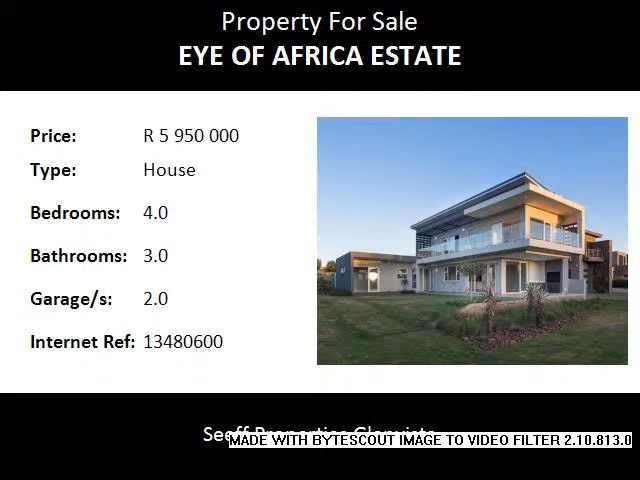 Property For Sale
EYE OF AFRICA ESTATE
Price: R 5 950 000
Type: House
Bedrooms: 4.0
Bathrooms: 3.0
Garage/s: 2.0
Internet Ref: 13480600
MADE WITH BYTESCOUT IMAGE TO VIDEO FILTER 2.10.813.0